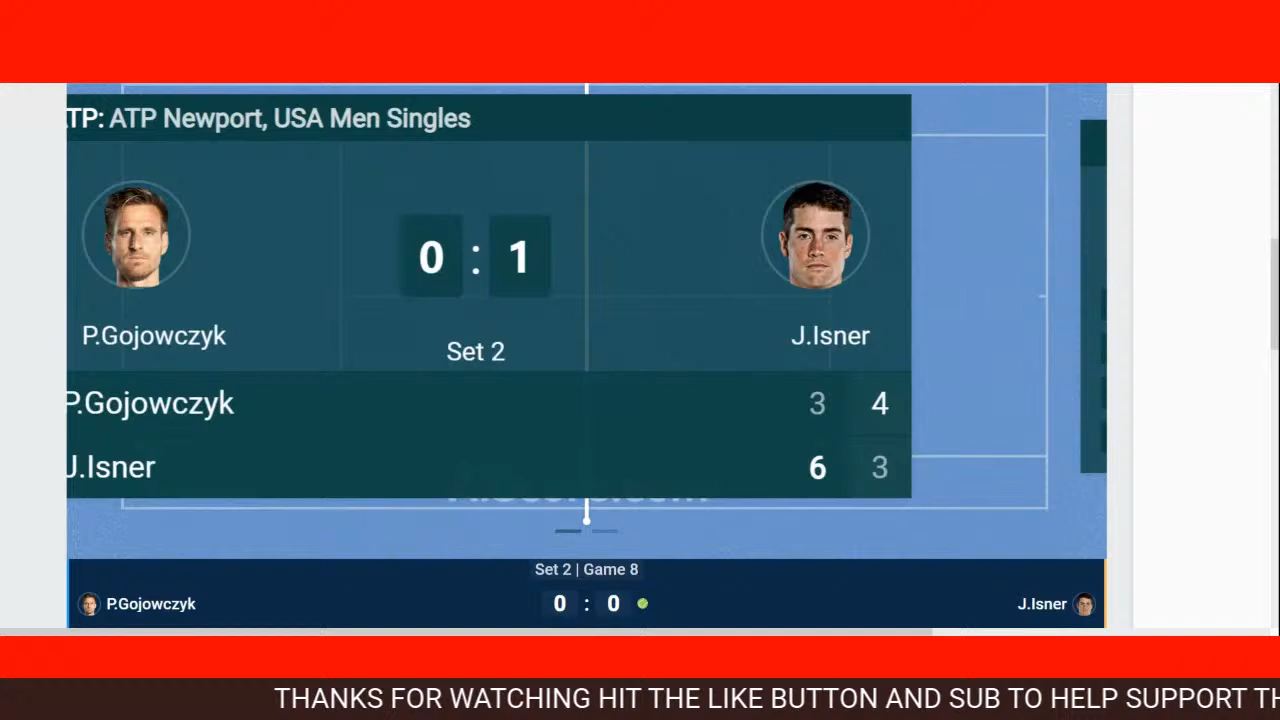 TP: ATP Newport, USA Men Singles
0 : 1
P.Gojowczyk
J.Isner
Set 2
P.Gojowczyk 3 4
J.Isner 6 3
Set 2 | Game 8
P.Gojowczyk 0 : 0 J.Isner
THANKS FOR WATCHING HIT THE LIKE BUTTON AND SUB TO HELP SUPPORT TH